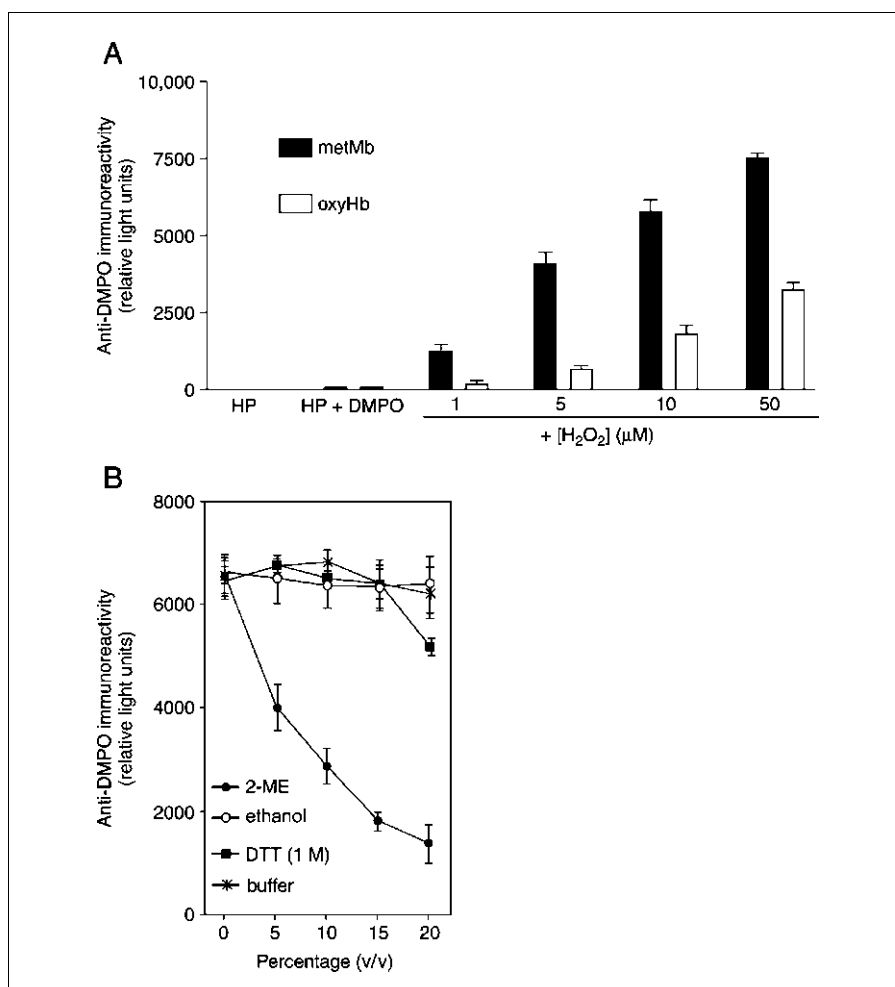 A
10,000
7500
5000
2500
0
Anti-DMPO immunoreactivity
(relative light units)
metMb
oxyHb
HP
HP + DMPO
1
5
10
50
+ [H₂O₂] (μM)
B
8000
6000
4000
2000
0
Anti-DMPO immunoreactivity
(relative light units)
2-ME
ethanol
DTT (1 M)
buffer
0
5
10
15
20
Percentage (v/v)